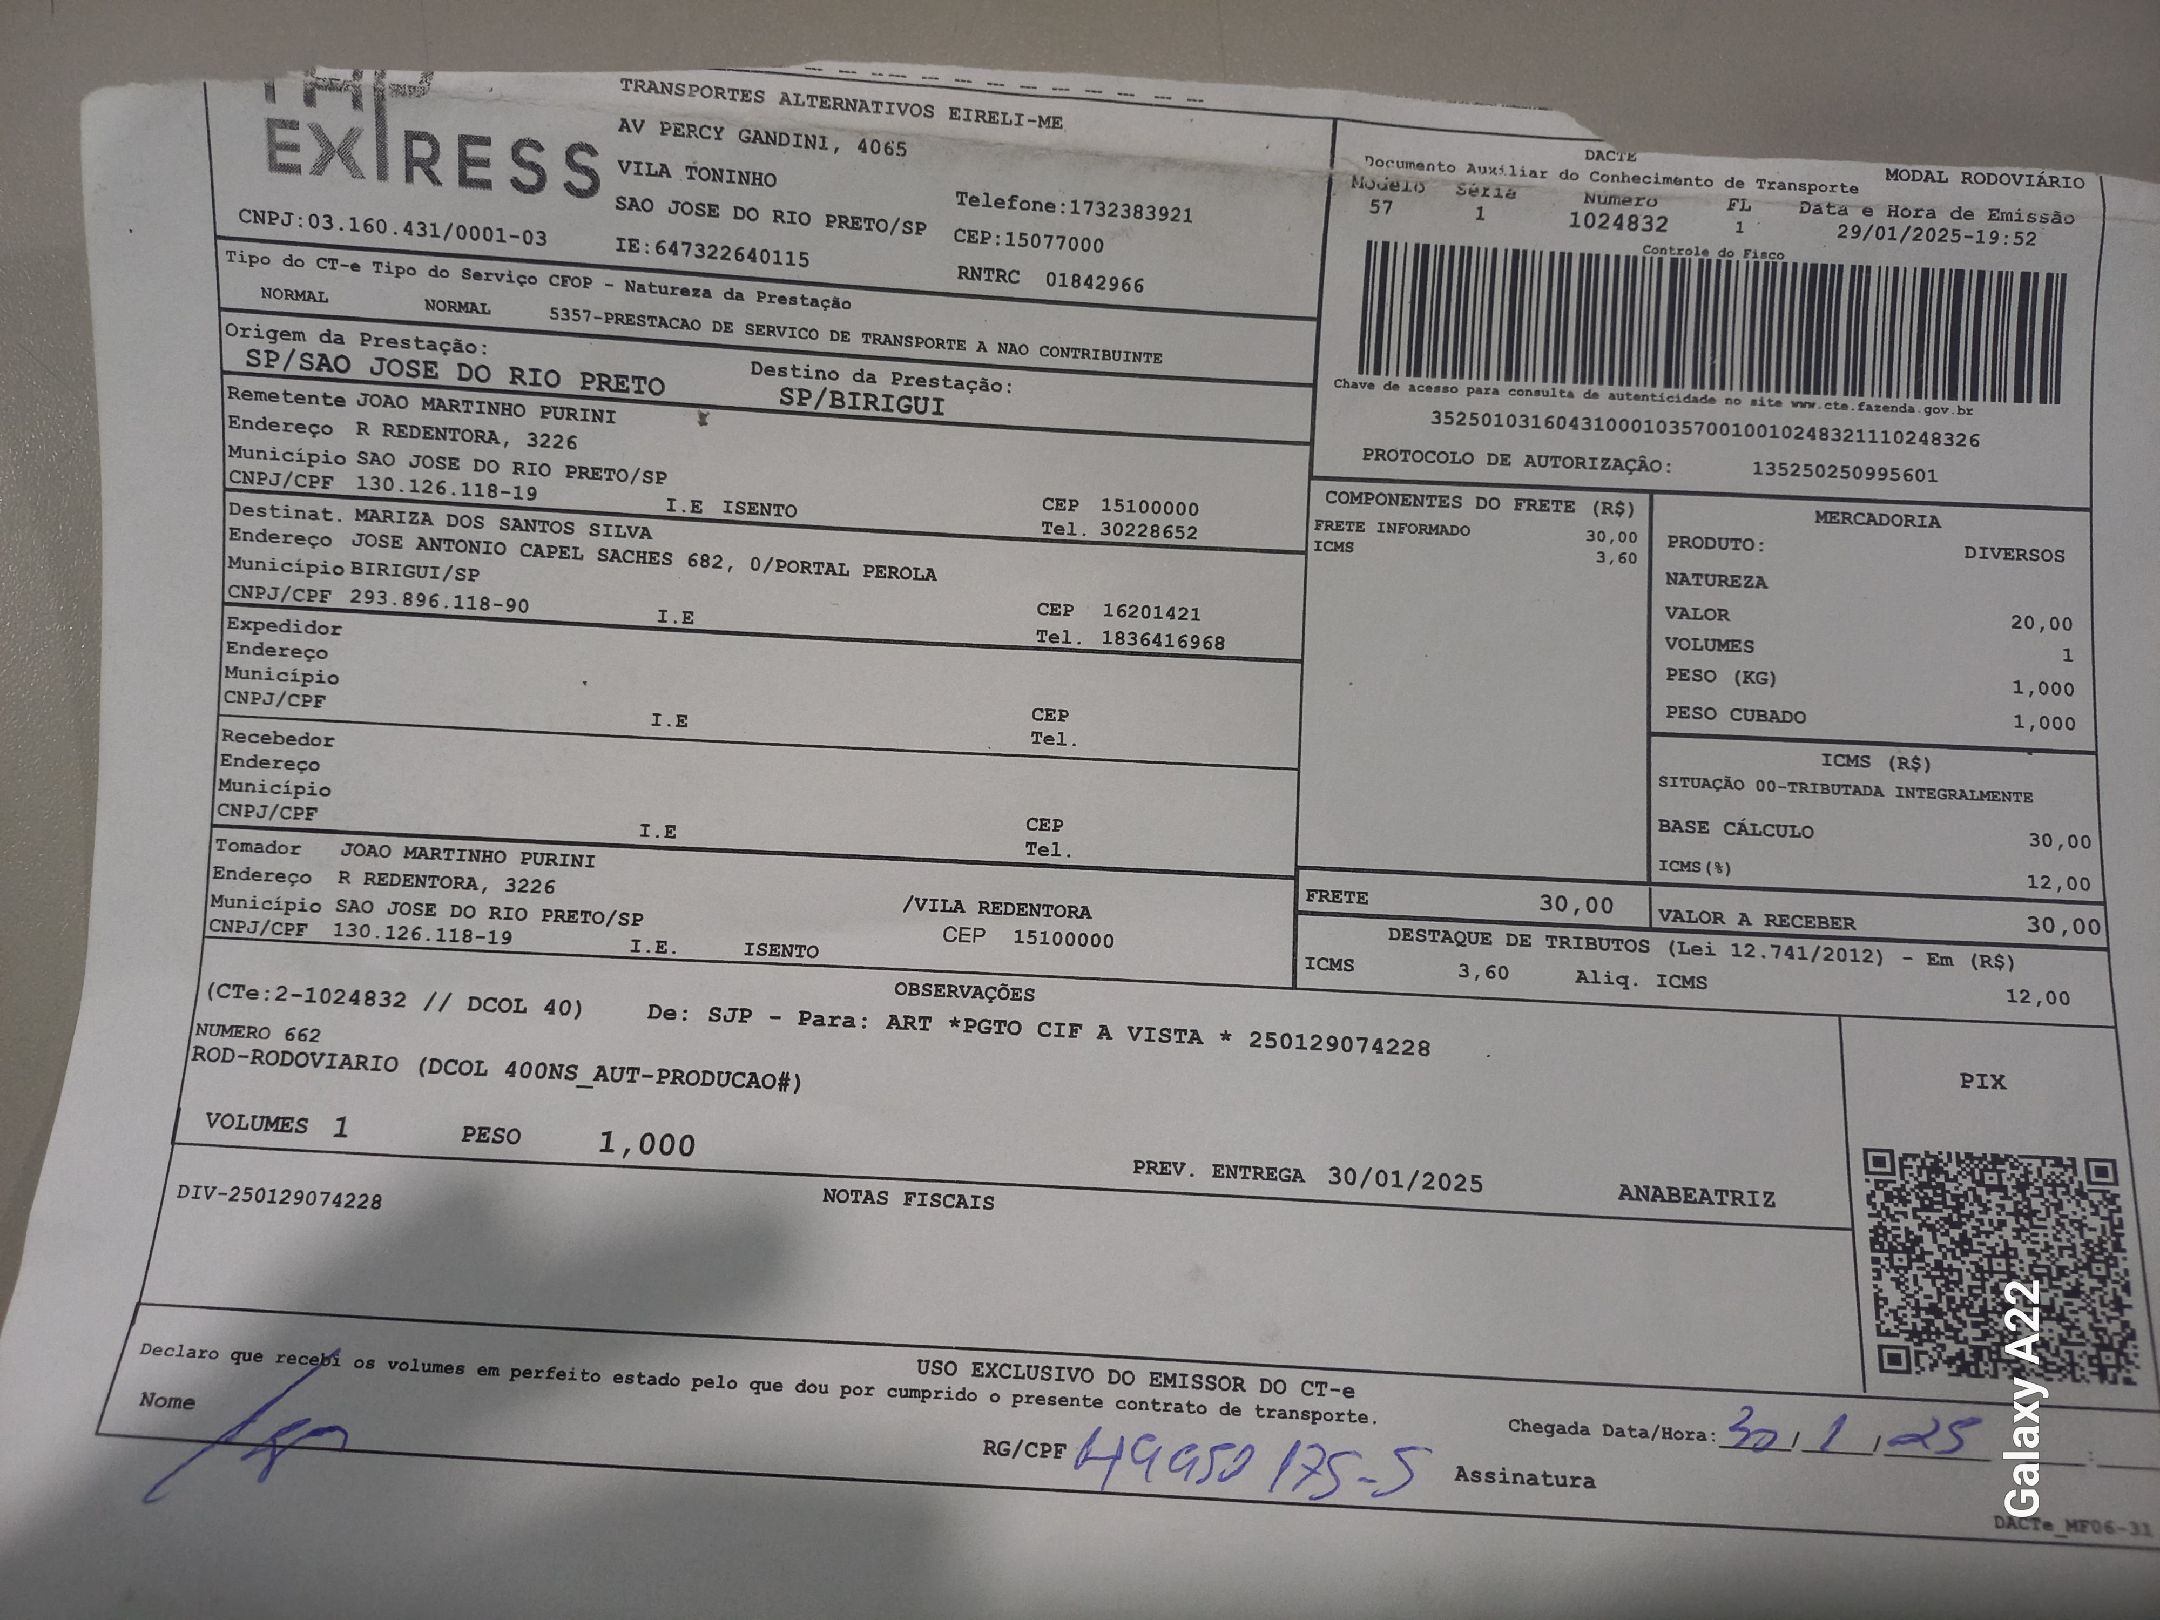 EXPRESS
TRANSPORTES ALTERNATIVOS EIRELI-ME
AV PERCY GANDINI, 4065
VILA TONINHO
SAO JOSE DO RIO PRETO/SP
Telefone:1732383921
CEP:15077000
CNPJ:03.160.431/0001-03
IE:647322640115
RNTRC 01842966
DACTE
Documento Auxiliar do Conhecimento de Transporte
MODAL RODOVIÁRIO
Modelo Série Número FL Data e Hora de Emissão
57 1 1024832 1 29/01/2025-19:52
Controle do Fisco
Chave de acesso para consulta de autenticidade no site www.cte.fazenda.gov.br
35250103160431000103570010010248321110248326
PROTOCOLO DE AUTORIZAÇÃO: 135250250995601
Tipo do CT-e Tipo do Serviço CFOP - Natureza da Prestação
NORMAL NORMAL 5357-PRESTACAO DE SERVICO DE TRANSPORTE A NAO CONTRIBUINTE
Origem da Prestação:
SP/SAO JOSE DO RIO PRETO
Destino da Prestação:
SP/BIRIGUI
Remetente JOAO MARTINHO PURINI
Endereço R REDENTORA, 3226
Município SAO JOSE DO RIO PRETO/SP
CEP 15100000
CNPJ/CPF 130.126.118-19 I.E ISENTO
Tel. 30228652
Destinat. MARIZA DOS SANTOS SILVA
Endereço JOSE ANTONIO CAPEL SACHES 682, 0/PORTAL PEROLA
Município BIRIGUI/SP
CEP 16201421
CNPJ/CPF 293.896.118-90 I.E
Tel. 1836416968
Expedidor
Endereço
Município
CEP
CNPJ/CPF I.E
Tel.
Recebedor
Endereço
Município
CEP
CNPJ/CPF I.E
Tel.
Tomador JOAO MARTINHO PURINI
Endereço R REDENTORA, 3226
/VILA REDENTORA
Município SAO JOSE DO RIO PRETO/SP
CEP 15100000
CNPJ/CPF 130.126.118-19 I.E. ISENTO
COMPONENTES DO FRETE (R$)
FRETE INFORMADO 30,00
ICMS 3,60
MERCADORIA
PRODUTO: DIVERSOS
NATUREZA
VALOR 20,00
VOLUMES 1
PESO (KG) 1,000
PESO CUBADO 1,000
ICMS (R$)
SITUAÇÃO 00-TRIBUTADA INTEGRALMENTE
BASE CÁLCULO 30,00
ICMS(%) 12,00
FRETE 30,00
VALOR A RECEBER 30,00
DESTAQUE DE TRIBUTOS (Lei 12.741/2012) - Em (R$)
ICMS 3,60 Aliq. ICMS 12,00
OBSERVAÇÕES
(CTe:2-1024832 // DCOL 40) De: SJP - Para: ART *PGTO CIF A VISTA * 250129074228
NUMERO 662
ROD-RODOVIARIO (DCOL 400NS_AUT-PRODUCAO#)
VOLUMES 1 PESO 1,000
PREV. ENTREGA 30/01/2025 ANABEATRIZ
PIX
NOTAS FISCAIS
DIV-250129074228
USO EXCLUSIVO DO EMISSOR DO CT-e
Declaro que recebi os volumes em perfeito estado pelo que dou por cumprido o presente contrato de transporte.
Chegada Data/Hora: 30/1/25
Nome
RG/CPF 49950175-5
Assinatura
DACTe_MF06-31
Galaxy A22